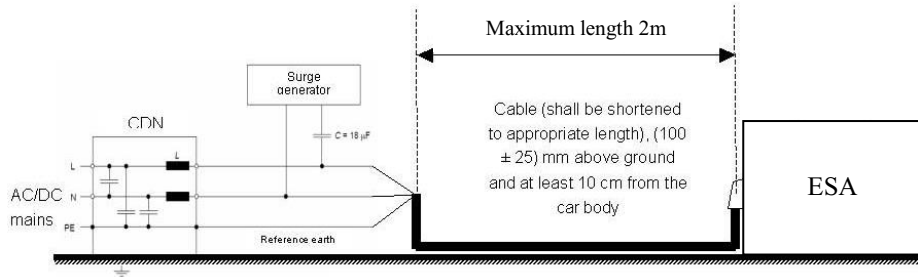 Maximum length 2m
Surge
generator
CDN
C = 18 µF
L
L
AC/DC
mains
N
PE
Reference earth
Cable (shall be shortened
to appropriate length), (100
± 25) mm above ground
and at least 10 cm from the
car body
ESA